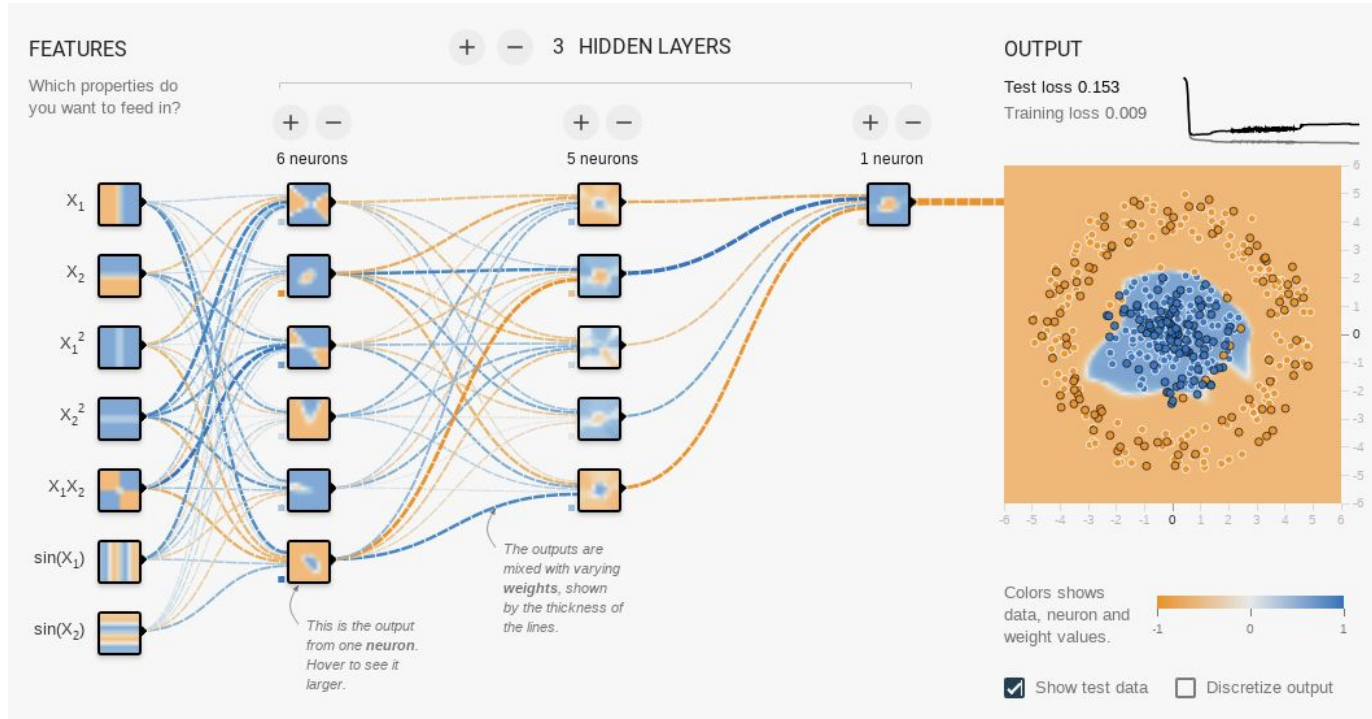 FEATURES
Which properties do
you want to feed in?
+ − 3 HIDDEN LAYERS
OUTPUT
Test loss 0.153
Training loss 0.009
+ −
6 neurons
+ −
5 neurons
+ −
1 neuron
X₁
X₂
X₁²
X₂²
X₁X₂
sin(X₁)
sin(X₂)
This is the output
from one neuron.
Hover to see it
larger.
The outputs are
mixed with varying
weights, shown
by the thickness of
the lines.
6
5
4
3
2
1
0
-1
-2
-3
-4
-5
-6
-6 -5 -4 -3 -2 -1 0 1 2 3 4 5 6
Colors shows
data, neuron and
weight values.
-1 0 1
Show test data
Discretize output